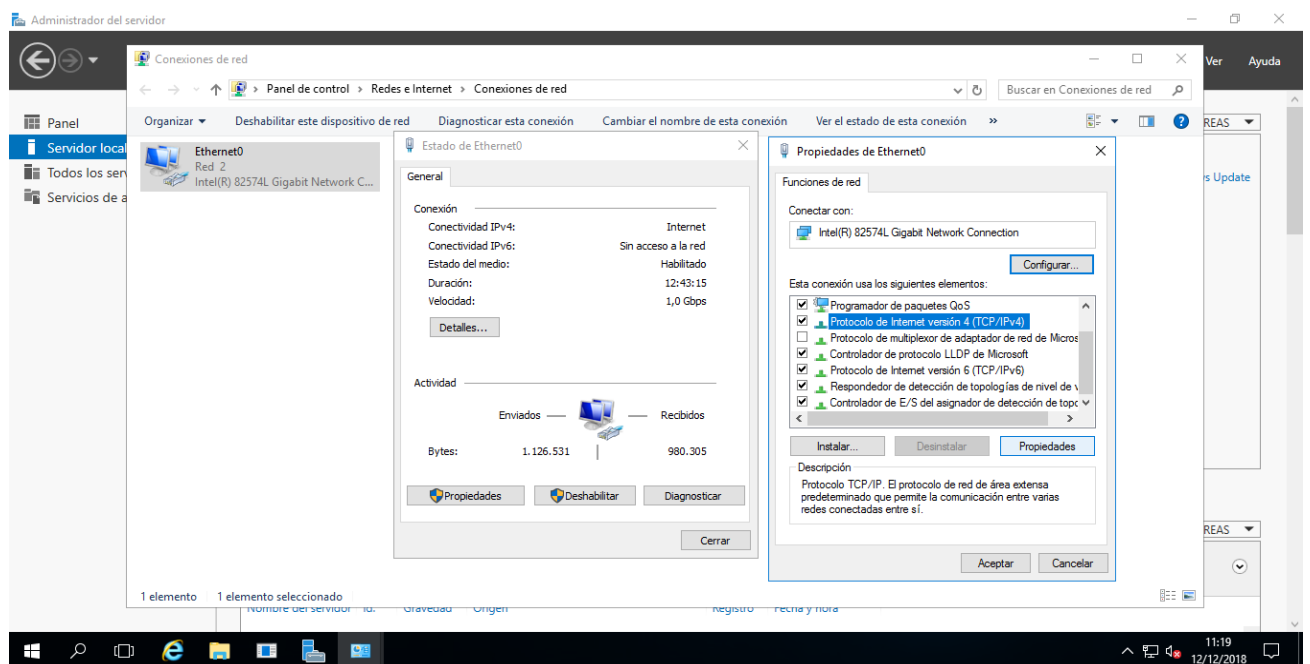 Administrador del servidor
Ver Ayuda
Panel
Servidor local
Todos los serv
Servicios de a
REAS
s Update
REAS
Conexiones de red
Panel de control > Redes e Internet > Conexiones de red
Buscar en Conexiones de red
Organizar
Deshabilitar este dispositivo de red
Diagnosticar esta conexión
Cambiar el nombre de esta conexión
Ver el estado de esta conexión
»
Ethernet0
Red 2
Intel(R) 82574L Gigabit Network C...
Estado de Ethernet0
General
Conexión
Conectividad IPv4: Internet
Conectividad IPv6: Sin acceso a la red
Estado del medio: Habilitado
Duración: 12:43:15
Velocidad: 1,0 Gbps
Detalles...
Actividad
Enviados — — Recibidos
Bytes: 1.126.531 | 980.305
Propiedades
Deshabilitar
Diagnosticar
Cerrar
Propiedades de Ethernet0
Funciones de red
Conectar con:
Intel(R) 82574L Gigabit Network Connection
Configurar...
Esta conexión usa los siguientes elementos:
Programador de paquetes QoS
Protocolo de Internet versión 4 (TCP/IPv4)
Protocolo de multiplexor de adaptador de red de Micros
Controlador de protocolo LLDP de Microsoft
Protocolo de Internet versión 6 (TCP/IPv6)
Respondedor de detección de topologías de nivel de v
Controlador de E/S del asignador de detección de topo
Instalar...
Desinstalar
Propiedades
Descripción
Protocolo TCP/IP. El protocolo de red de área extensa
predeterminado que permite la comunicación entre varias
redes conectadas entre sí.
Aceptar
Cancelar
1 elemento 1 elemento seleccionado
Nombre del servidor Id. Gravedad Origen Registro Fecha y hora
11:19
12/12/2018